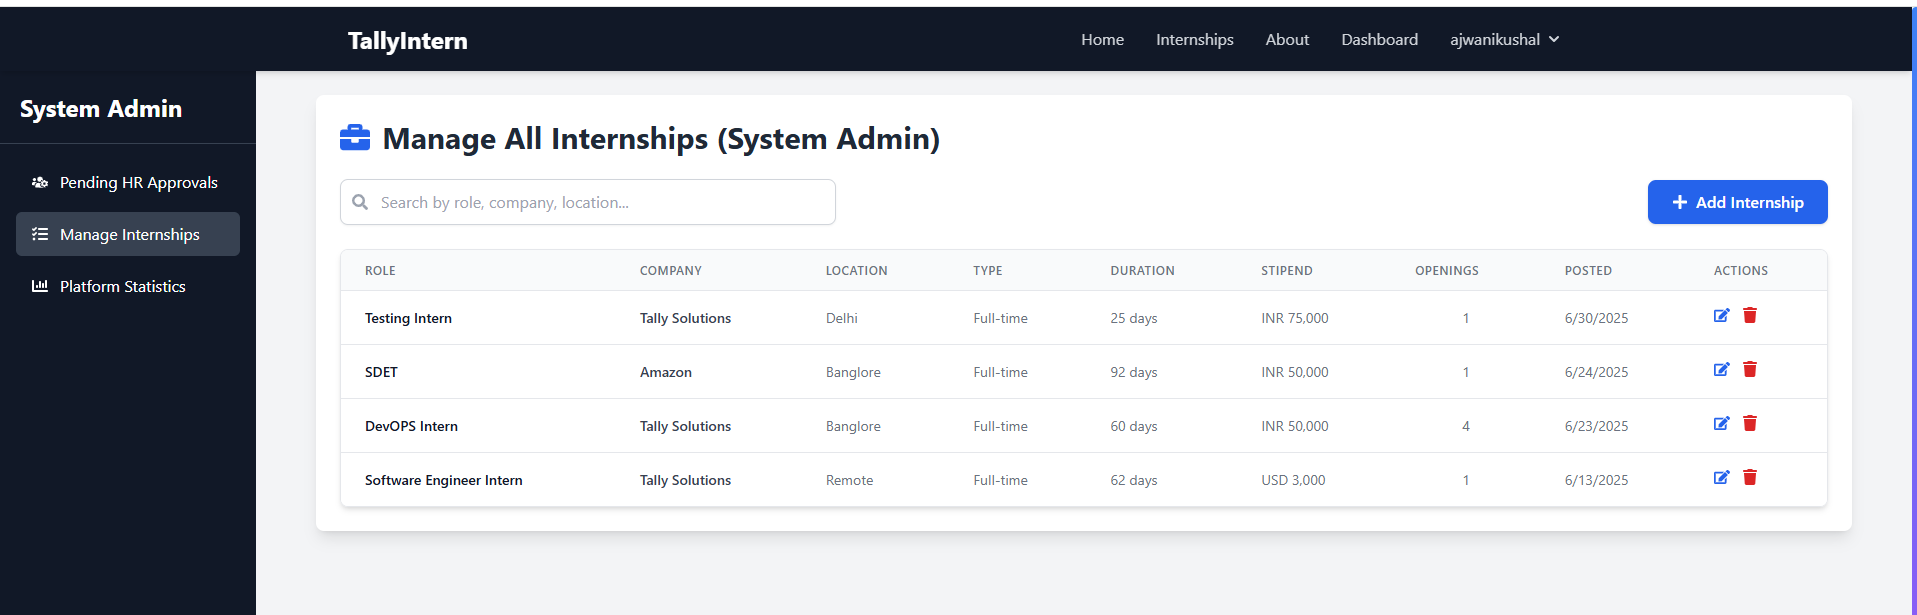 TallyIntern Home Internships About Dashboard ajwanikushal
System Admin
Pending HR Approvals
Manage Internships
Platform Statistics
Manage All Internships (System Admin)
Search by role, company, location...
Add Internship
ROLE COMPANY LOCATION TYPE DURATION STIPEND OPENINGS POSTED ACTIONS
Testing Intern Tally Solutions Delhi Full-time 25 days INR 75,000 1 6/30/2025
SDET Amazon Banglore Full-time 92 days INR 50,000 1 6/24/2025
DevOPS Intern Tally Solutions Banglore Full-time 60 days INR 50,000 4 6/23/2025
Software Engineer Intern Tally Solutions Remote Full-time 62 days USD 3,000 1 6/13/2025